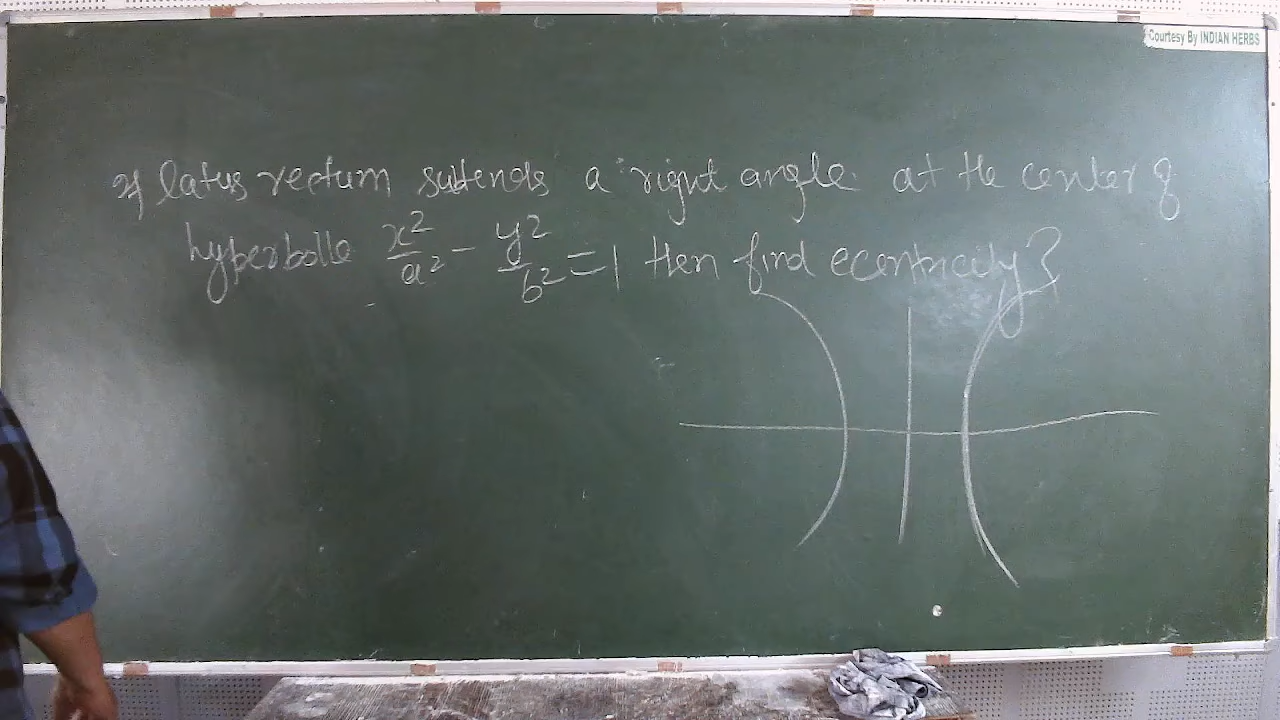 Courtesy By INDIAN HERBS
If latus rectum subtends a right angle at the center of
hyperbolle x²/a² - y²/b² = 1 then find ecentricity?